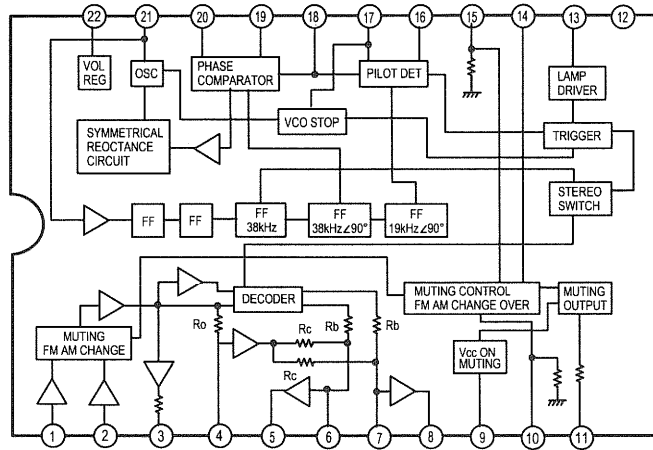 22 21 20 19 18 17 16 15 14 13 12
VOL
REG
OSC
PHASE
COMPARATOR
PILOT DET
LAMP
DRIVER
SYMMETRICAL
REOCTANCE
CIRCUIT
VCO STOP
TRIGGER
STEREO
SWITCH
FF
FF
FF
38kHz
FF
38kHz∠90°
FF
19kHz∠90°
DECODER
MUTING CONTROL
FM AM CHANGE OVER
MUTING
OUTPUT
MUTING
FM AM CHANGE
Ro
Rc
Rb
Rb
Rc
Vcc ON
MUTING
1 2 3 4 5 6 7 8 9 10 11